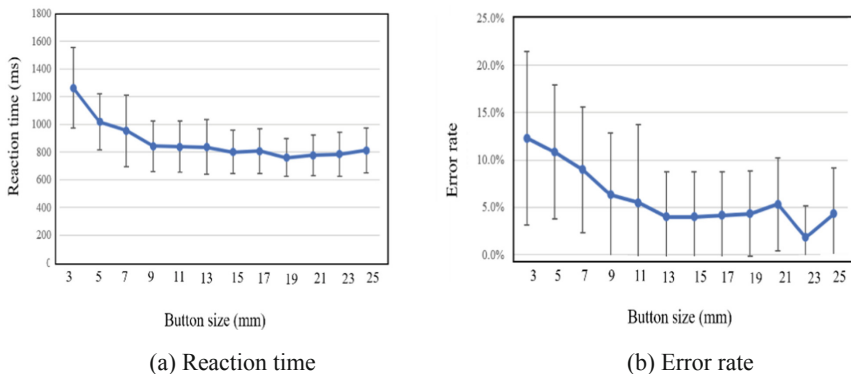 1800
1600
1400
1200
1000
800
600
400
200
0
Reaction time (ms)
3 5 7 9 11 13 15 17 19 21 23 25
Button size (mm)
(a) Reaction time
25.0%
20.0%
15.0%
10.0%
5.0%
0.0%
Error rate
3 5 7 9 11 13 15 17 19 21 23 25
Button size (mm)
(b) Error rate